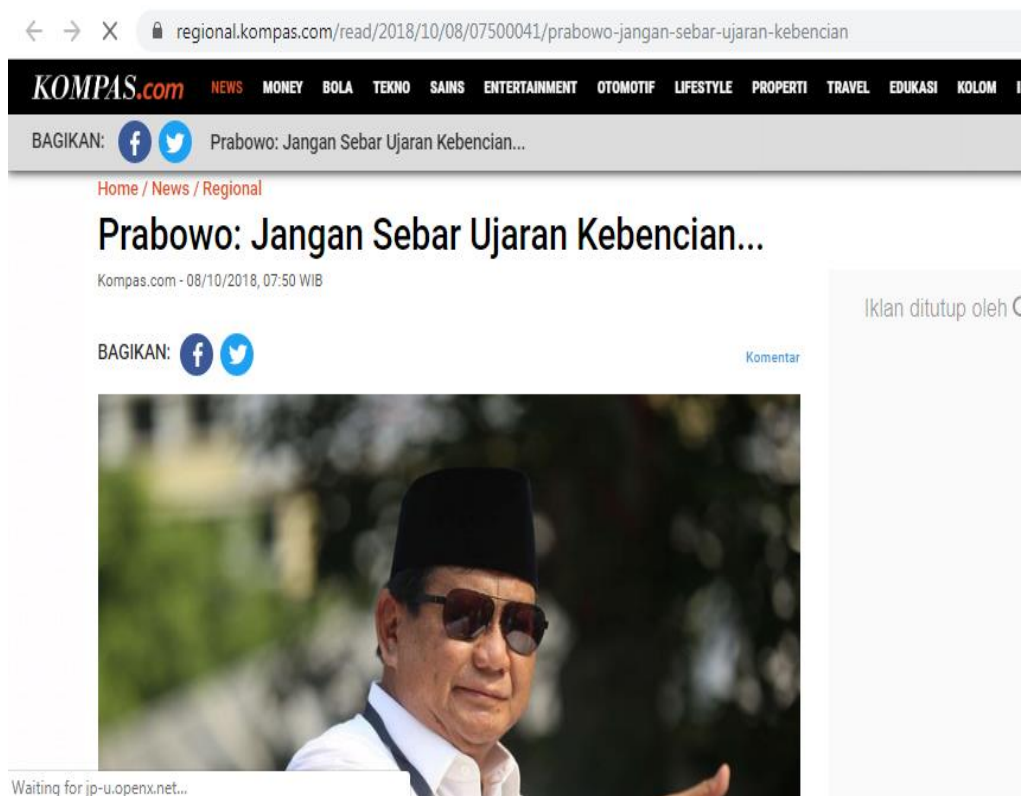 regional.kompas.com/read/2018/10/08/07500041/prabowo-jangan-sebar-ujaran-kebencian
KOMPAS.com NEWS MONEY BOLA TEKNO SAINS ENTERTAINMENT OTOMOTIF LIFESTYLE PROPERTI TRAVEL EDUKASI KOLOM
BAGIKAN: Prabowo: Jangan Sebar Ujaran Kebencian...
Home / News / Regional
Prabowo: Jangan Sebar Ujaran Kebencian...
Kompas.com - 08/10/2018, 07:50 WIB
Iklan ditutup oleh
BAGIKAN:
Komentar
Waiting for jp-u.openx.net...